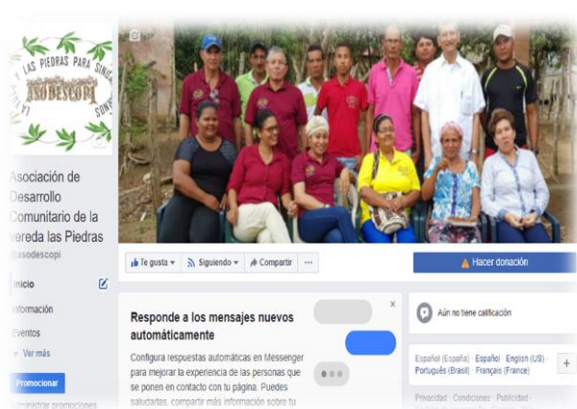 Y LAS PIEDRAS PARA
ASODESCOPI
Asociación de
Desarrollo
Comunitario de la
vereda las Piedras
@asodescopi
Inicio
Información
Eventos
Ver más
Promocionar
Administrar promociones
Te gusta Siguiendo Compartir ...
Hacer donación
Responde a los mensajes nuevos
automáticamente
Configura respuestas automáticas en Messenger
para mejorar la experiencia de las personas que
se ponen en contacto con tu página. Puedes
saludarlas, compartir más información sobre tu
Aún no tiene calificación
Español (España) · Español · English (US) ·
Português (Brasil) · Français (France)
Privacidad · Condiciones · Publicidad ·